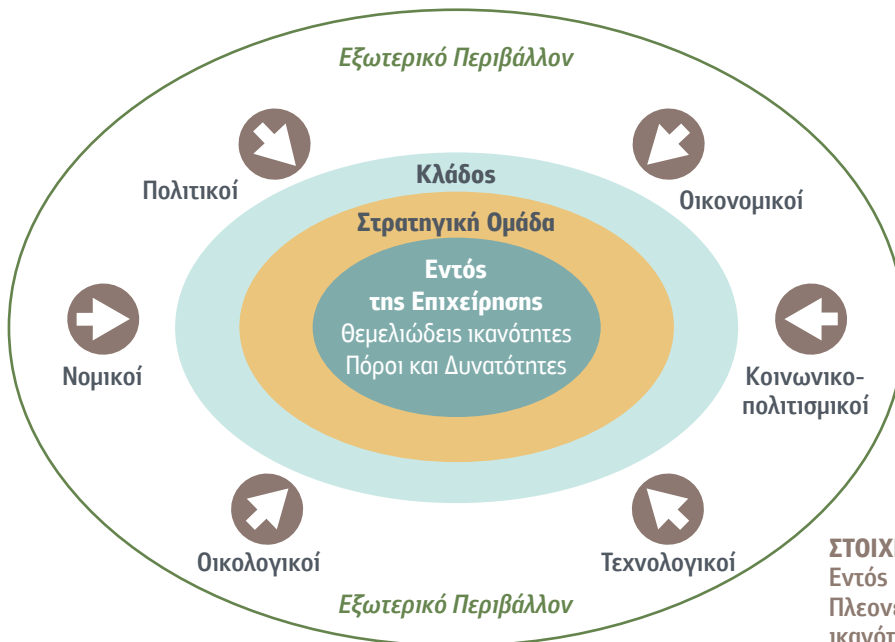 Εξωτερικό Περιβάλλον
Πολιτικοί
Κλάδος
Οικονομικοί
Στρατηγική Ομάδα
Εντός
της Επιχείρησης
Θεμελιώδεις ικανότητες
Πόροι και Δυνατότητες
Νομικοί
Κοινωνικο-
πολιτισμικοί
Οικολογικοί
Τεχνολογικοί
Εξωτερικό Περιβάλλον
Εντός